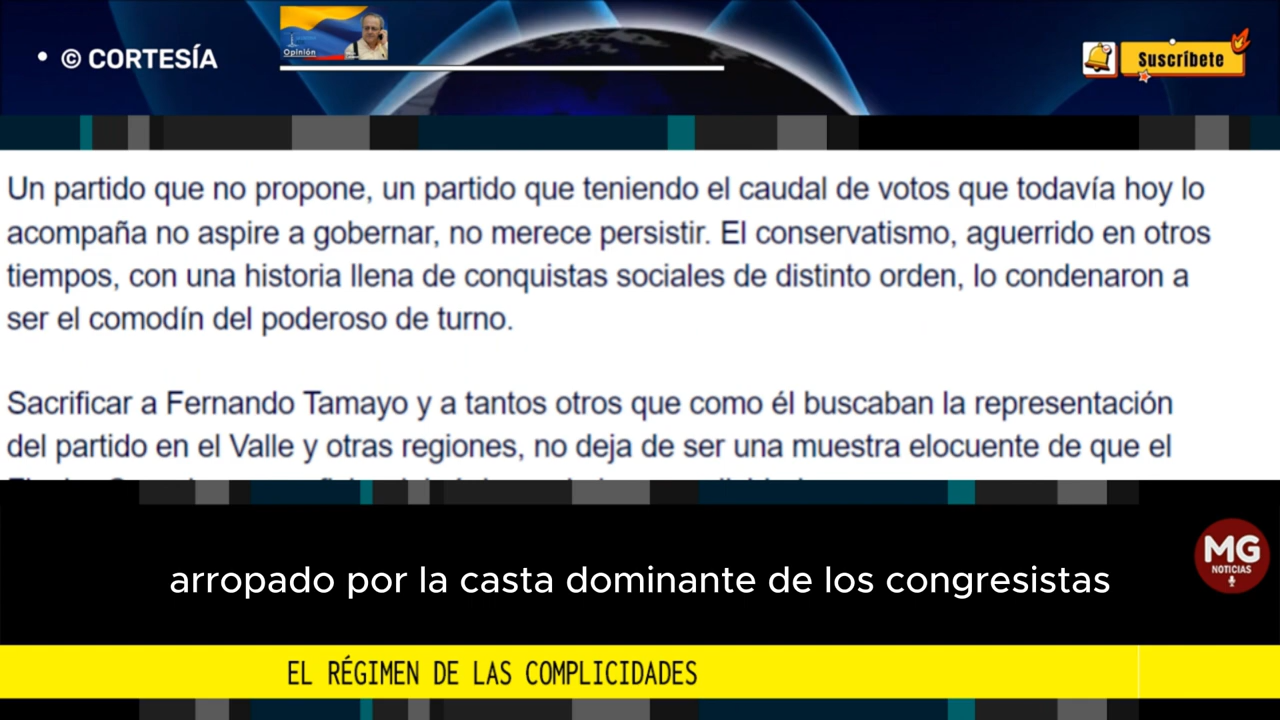 • © CORTESÍA
Opinión
Suscríbete
Un partido que no propone, un partido que teniendo el caudal de votos que todavía hoy lo
acompaña no aspire a gobernar, no merece persistir. El conservatismo, aguerrido en otros
tiempos, con una historia llena de conquistas sociales de distinto orden, lo condenaron a
ser el comodín del poderoso de turno.
Sacrificar a Fernando Tamayo y a tantos otros que como él buscaban la representación
del partido en el Valle y otras regiones, no deja de ser una muestra elocuente de que el
arropado por la casta dominante de los congresistas
MG
NOTICIAS
EL RÉGIMEN DE LAS COMPLICIDADES